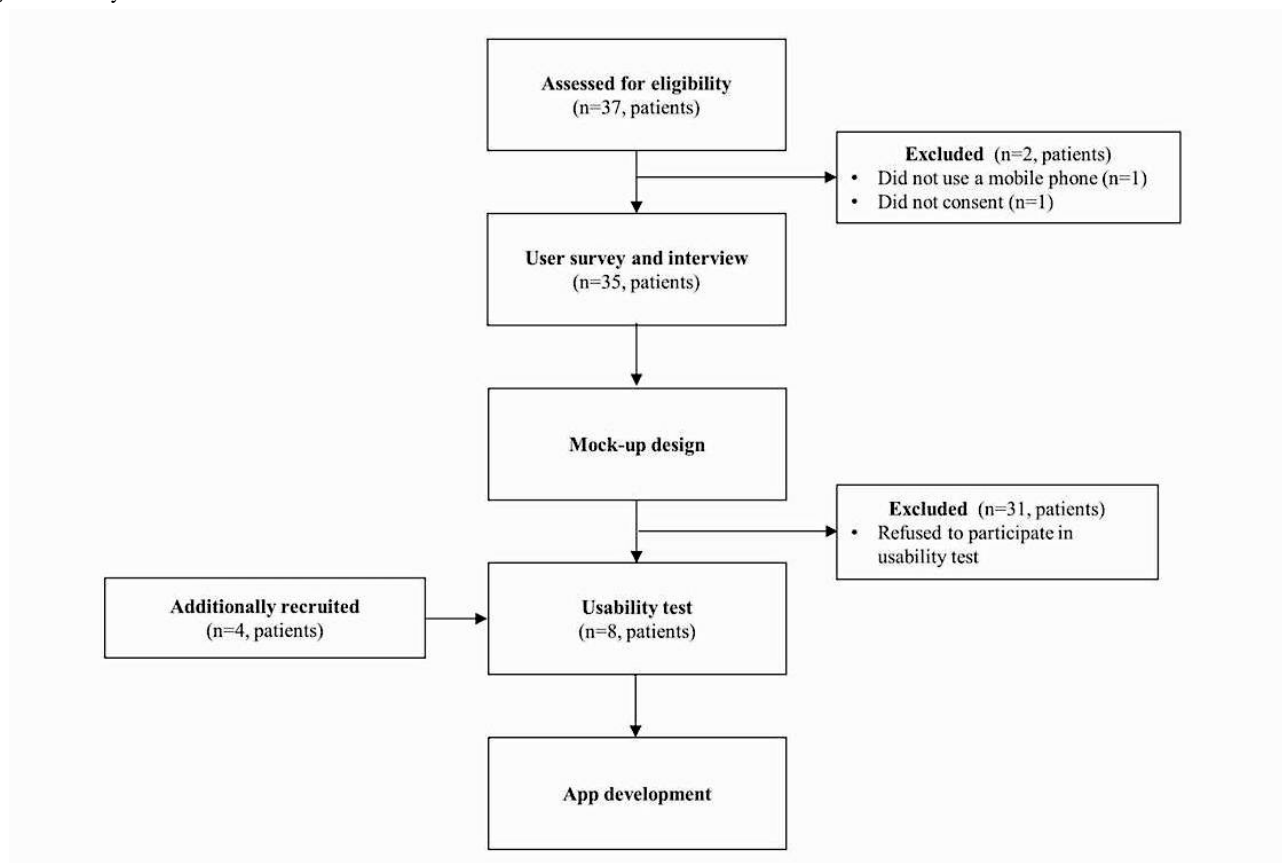 Assessed for eligibility
(n=37, patients)
Excluded (n=2, patients)
• Did not use a mobile phone (n=1)
• Did not consent (n=1)
User survey and interview
(n=35, patients)
Mock-up design
Excluded (n=31, patients)
• Refused to participate in
usability test
Additionally recruited
(n=4, patients)
Usability test
(n=8, patients)
App development